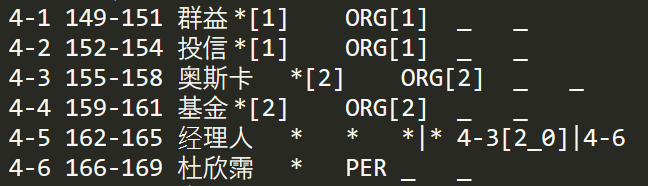 4-1 149-151 群益 *[1] ORG[1] _ _
4-2 152-154 投信 *[1] ORG[1] _ _
4-3 155-158 奥斯卡 *[2] ORG[2] _ _
4-4 159-161 基金 *[2] ORG[2] _ _
4-5 162-165 经理人 * * *|* 4-3[2_0]|4-6
4-6 166-169 杜欣霈 * PER _ _